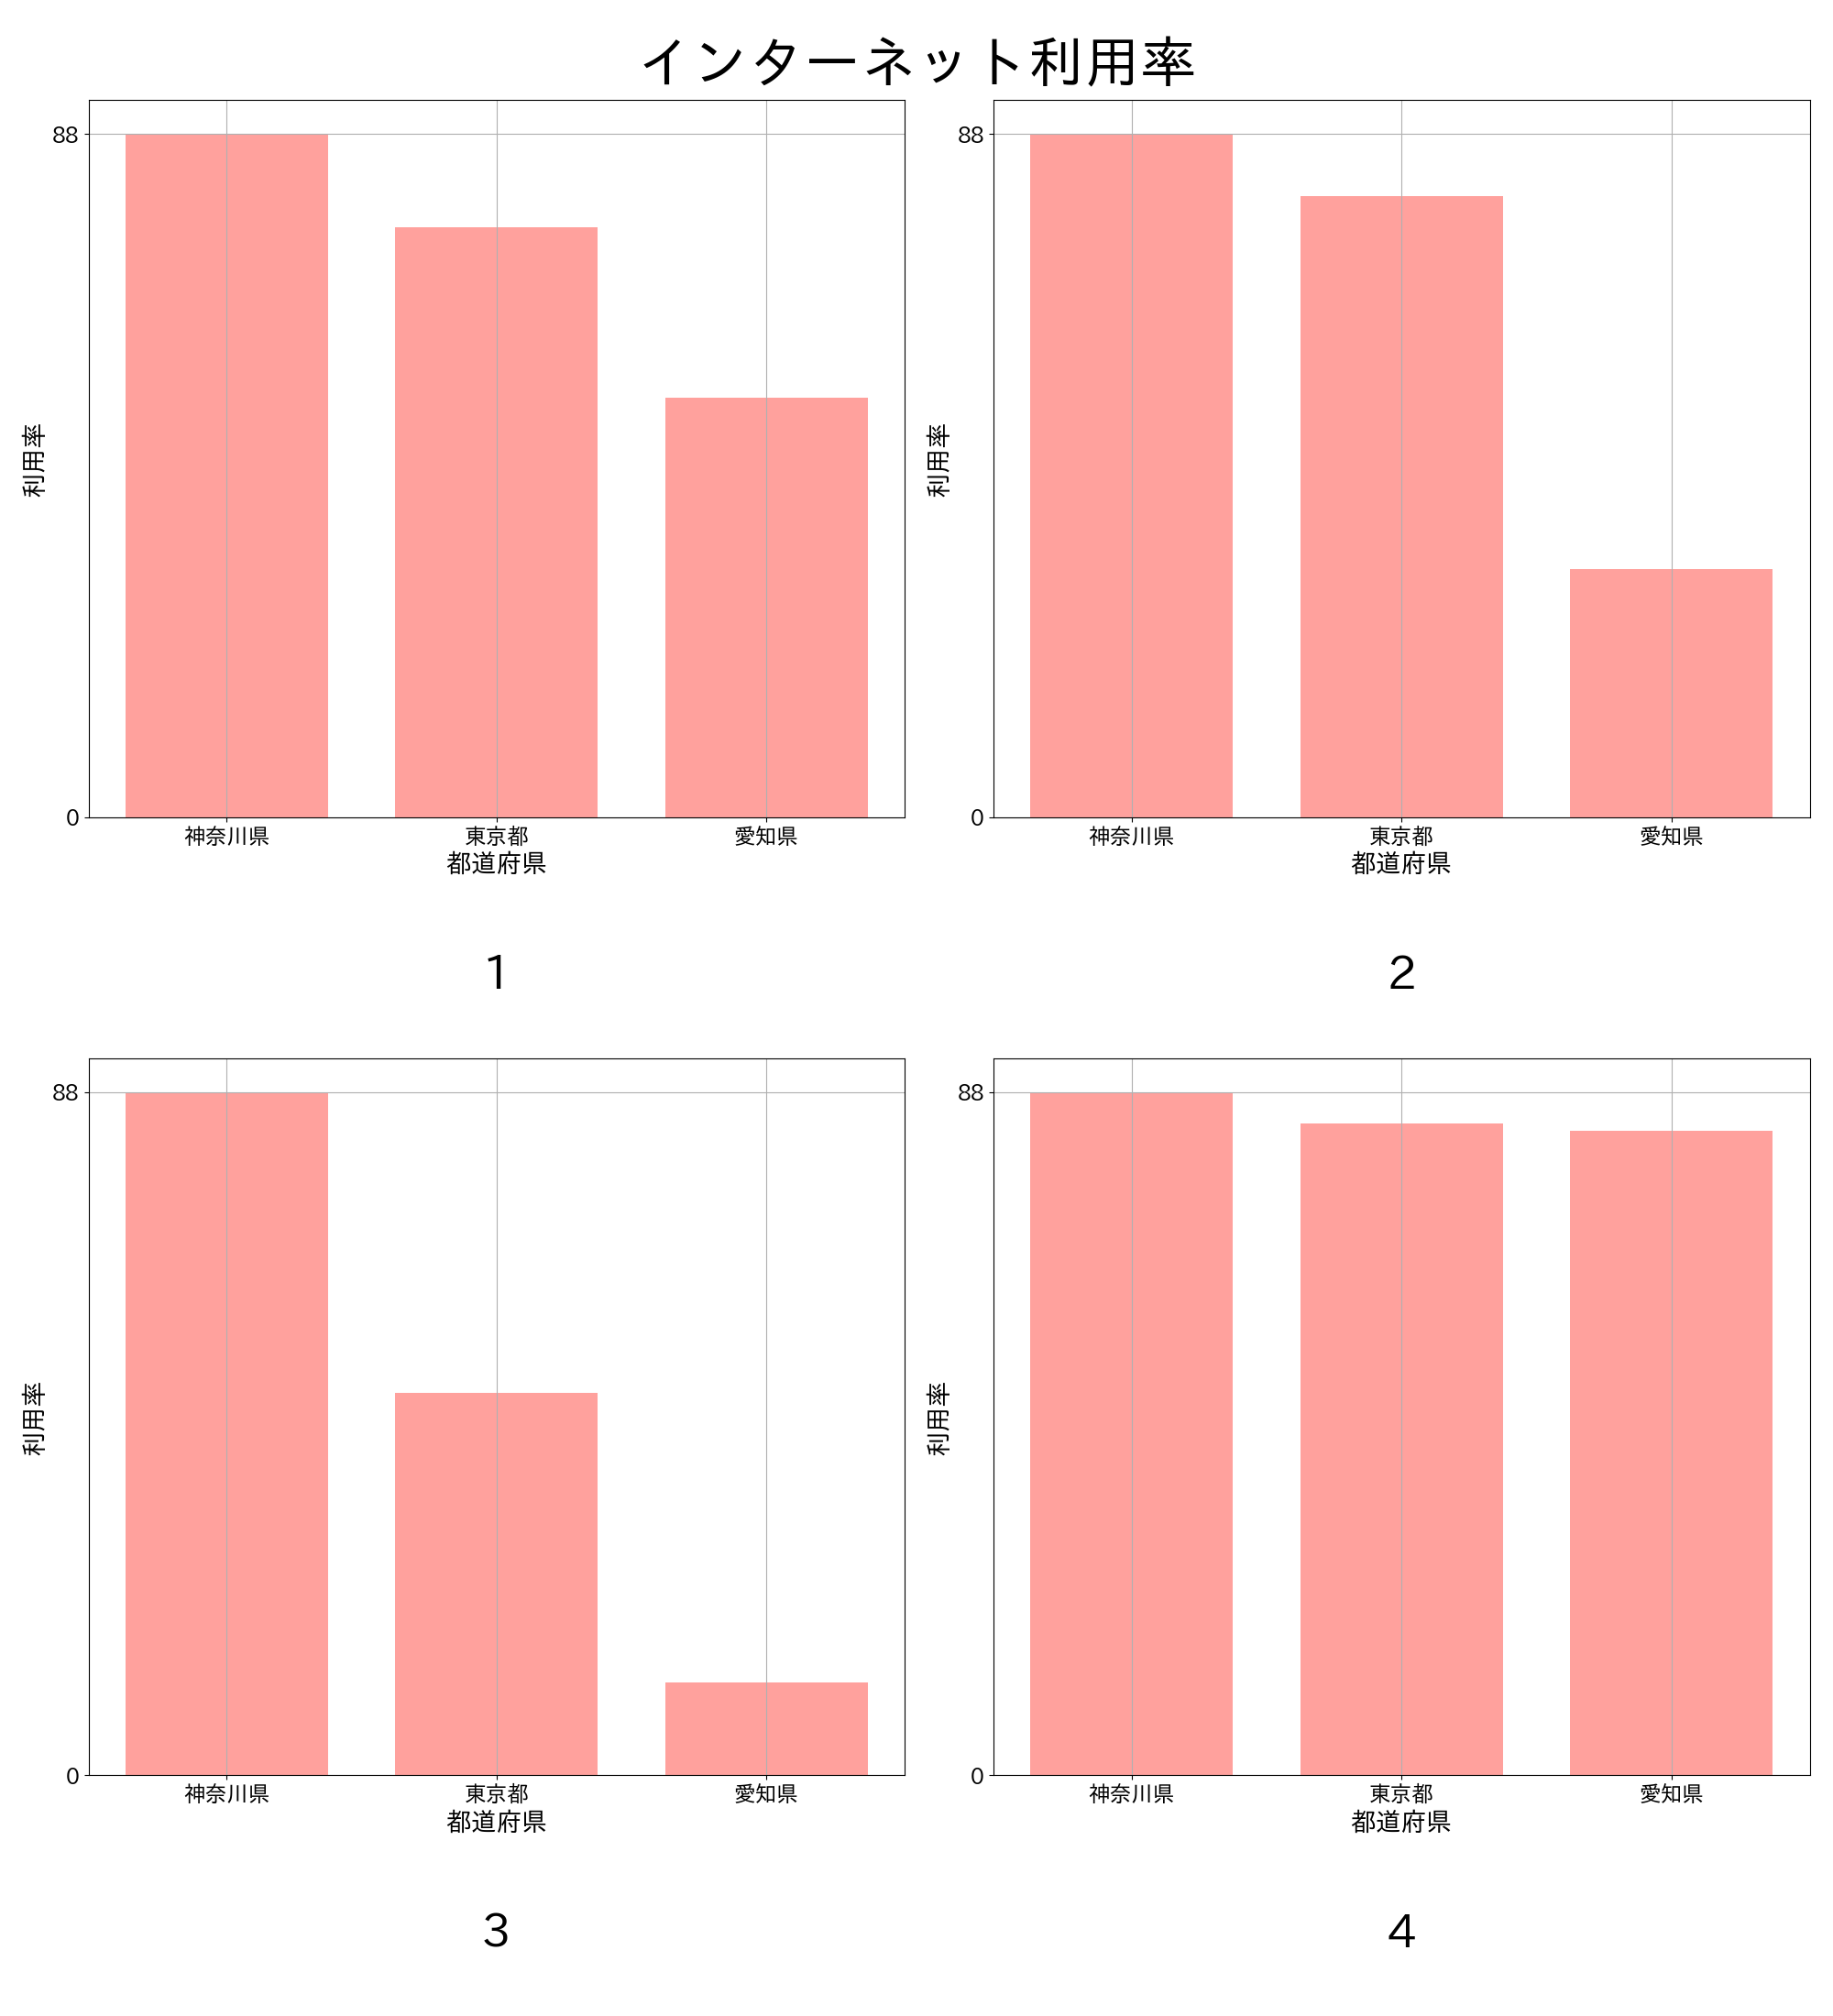 インターネット利用率
88
利用率
0
神奈川県 東京都 愛知県
都道府県
1
88
利用率
0
神奈川県 東京都 愛知県
都道府県
2
88
利用率
0
神奈川県 東京都 愛知県
都道府県
3
88
利用率
0
神奈川県 東京都 愛知県
都道府県
4